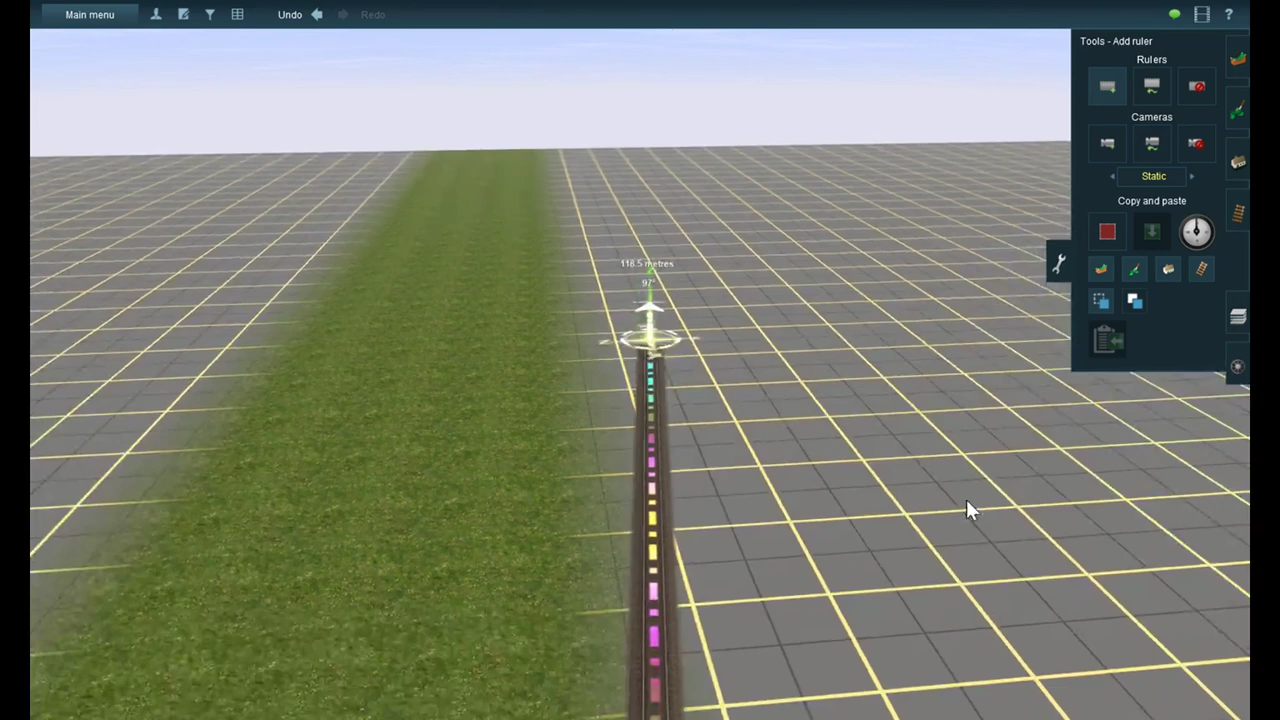 Main menu
Undo
Redo
?
Tools - Add ruler
Rulers
Cameras
Static
Copy and paste
118.5 metres
97°